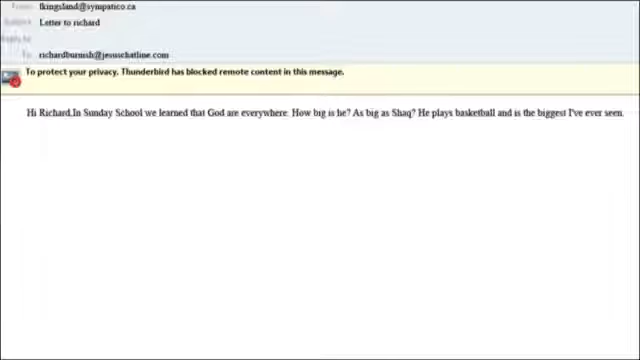 From: fkingsland@sympatico.ca
Subject: Letter to richard
Reply to:
To: richardburnish@jesuschatline.com
To protect your privacy, Thunderbird has blocked remote content in this message.
Hi Richard,In Sunday School we learned that God are everywhere. How big is he? As big as Shaq? He plays basketball and is the biggest I've ever seen.